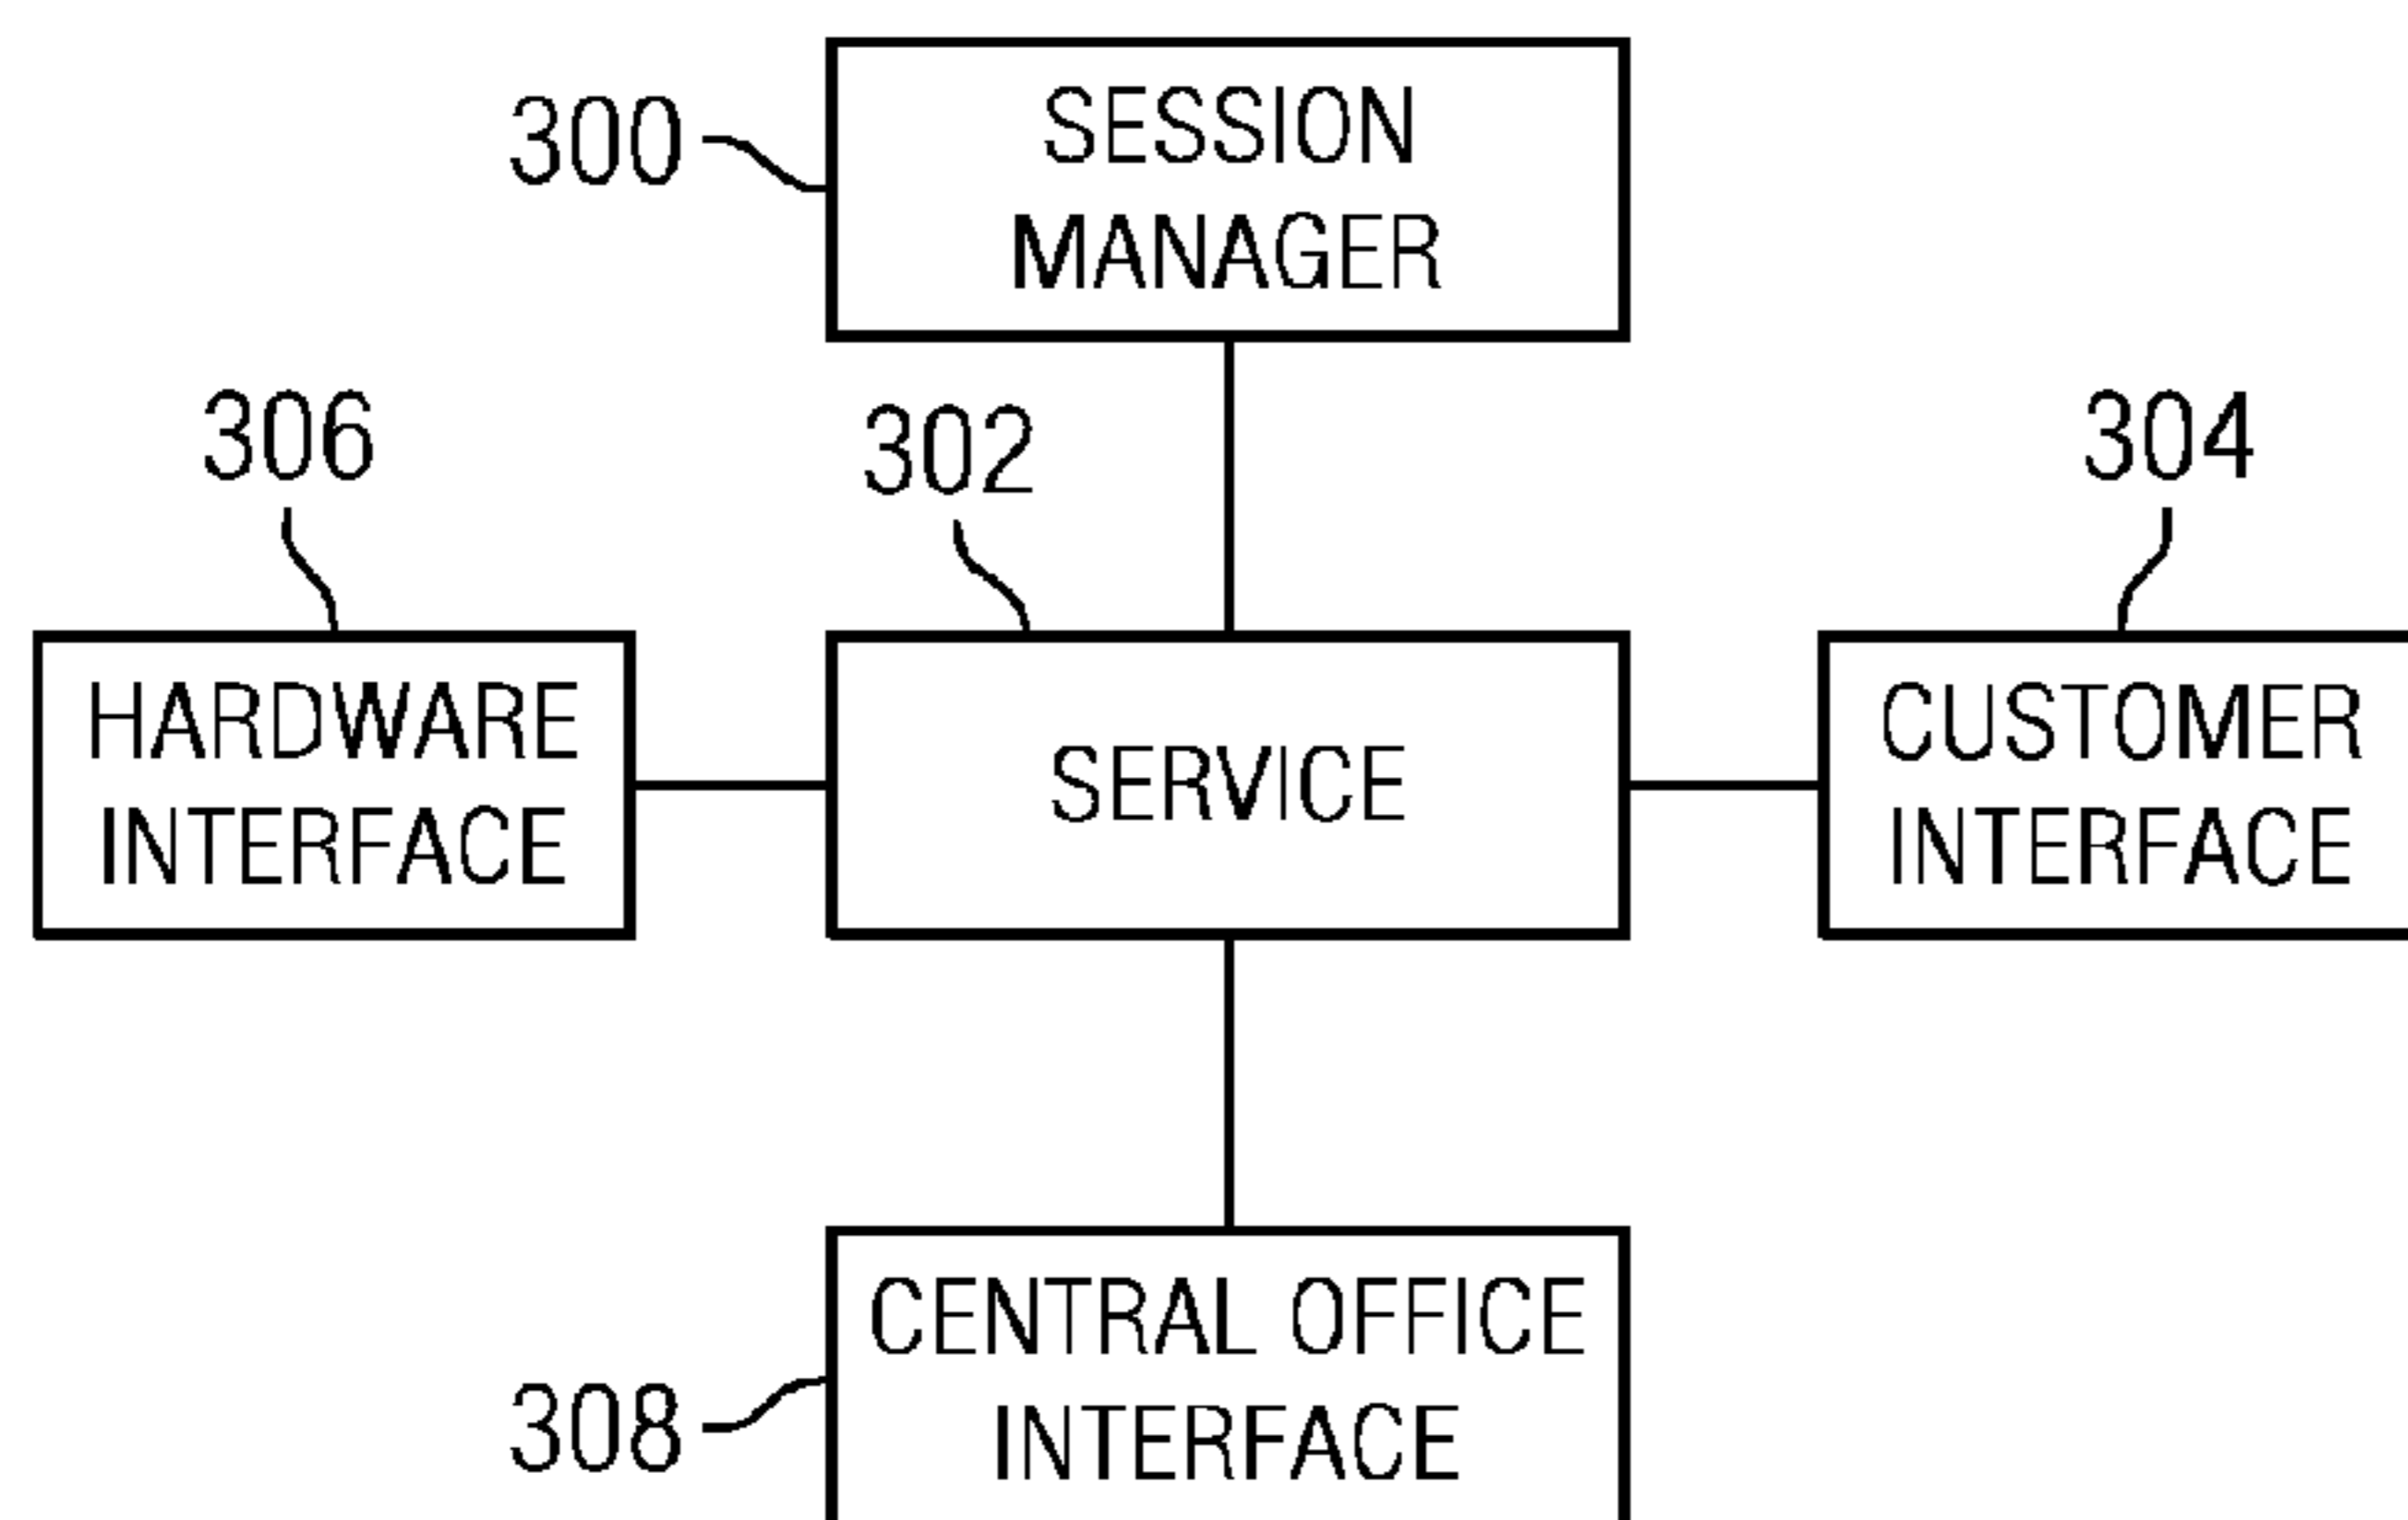 300
SESSION
MANAGER
306
302
304
HARDWARE
INTERFACE
SERVICE
CUSTOMER
INTERFACE
308
CENTRAL OFFICE
INTERFACE